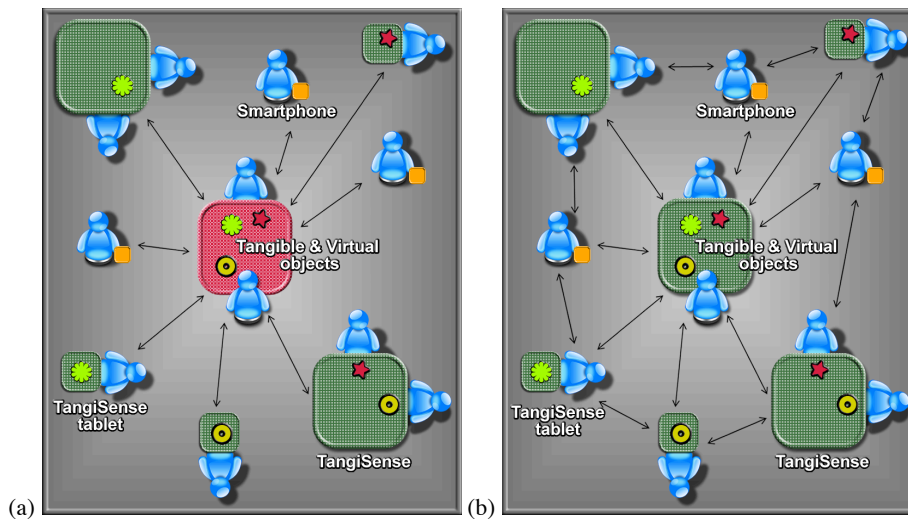 Smartphone
Tangible & Virtual
objects
TangiSense
tablet
TangiSense
(a)
Smartphone
Tangible & Virtual
objects
TangiSense
tablet
TangiSense
(b)